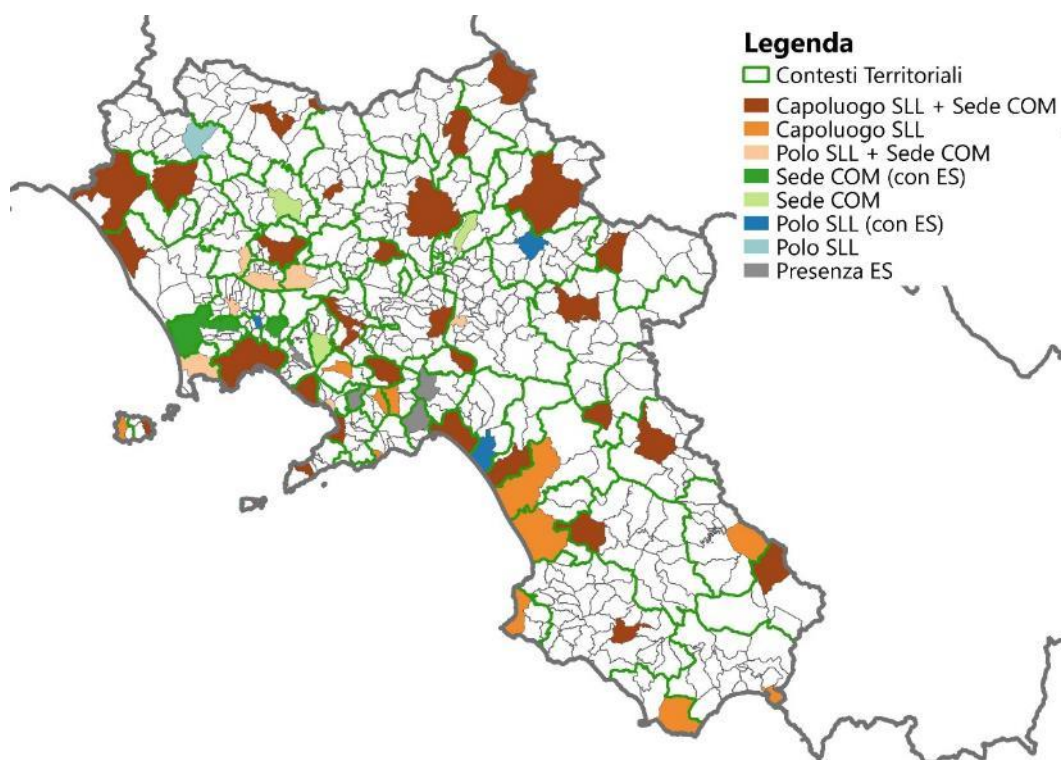 Legenda
Contesti Territoriali
Capoluogo SLL + Sede COM
Capoluogo SLL
Polo SLL + Sede COM
Sede COM (con ES)
Sede COM
Polo SLL (con ES)
Polo SLL
Presenza ES